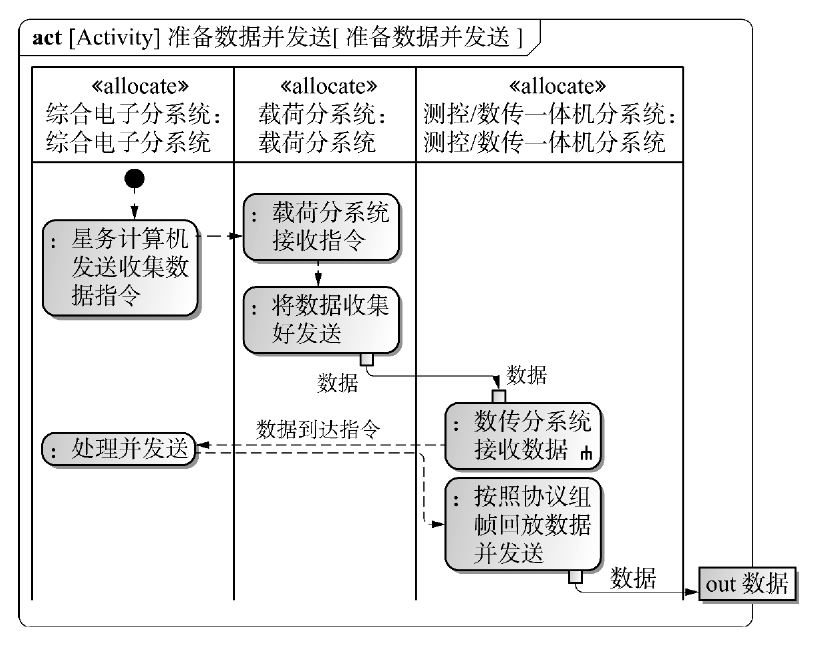 act [Activity] 准备数据并发送[ 准备数据并发送 ]
«allocate»
综合电子分系统：
综合电子分系统
«allocate»
载荷分系统：
载荷分系统
«allocate»
测控/数传一体机分系统：
测控/数传一体机分系统
：星务计算机
发送收集数
据指令
：载荷分系统
接收指令
：将数据收集
好发送
数据
数据
：数传分系统
接收数据
数据到达指令
：处理并发送
：按照协议组
帧回放数据
并发送
数据
out 数据